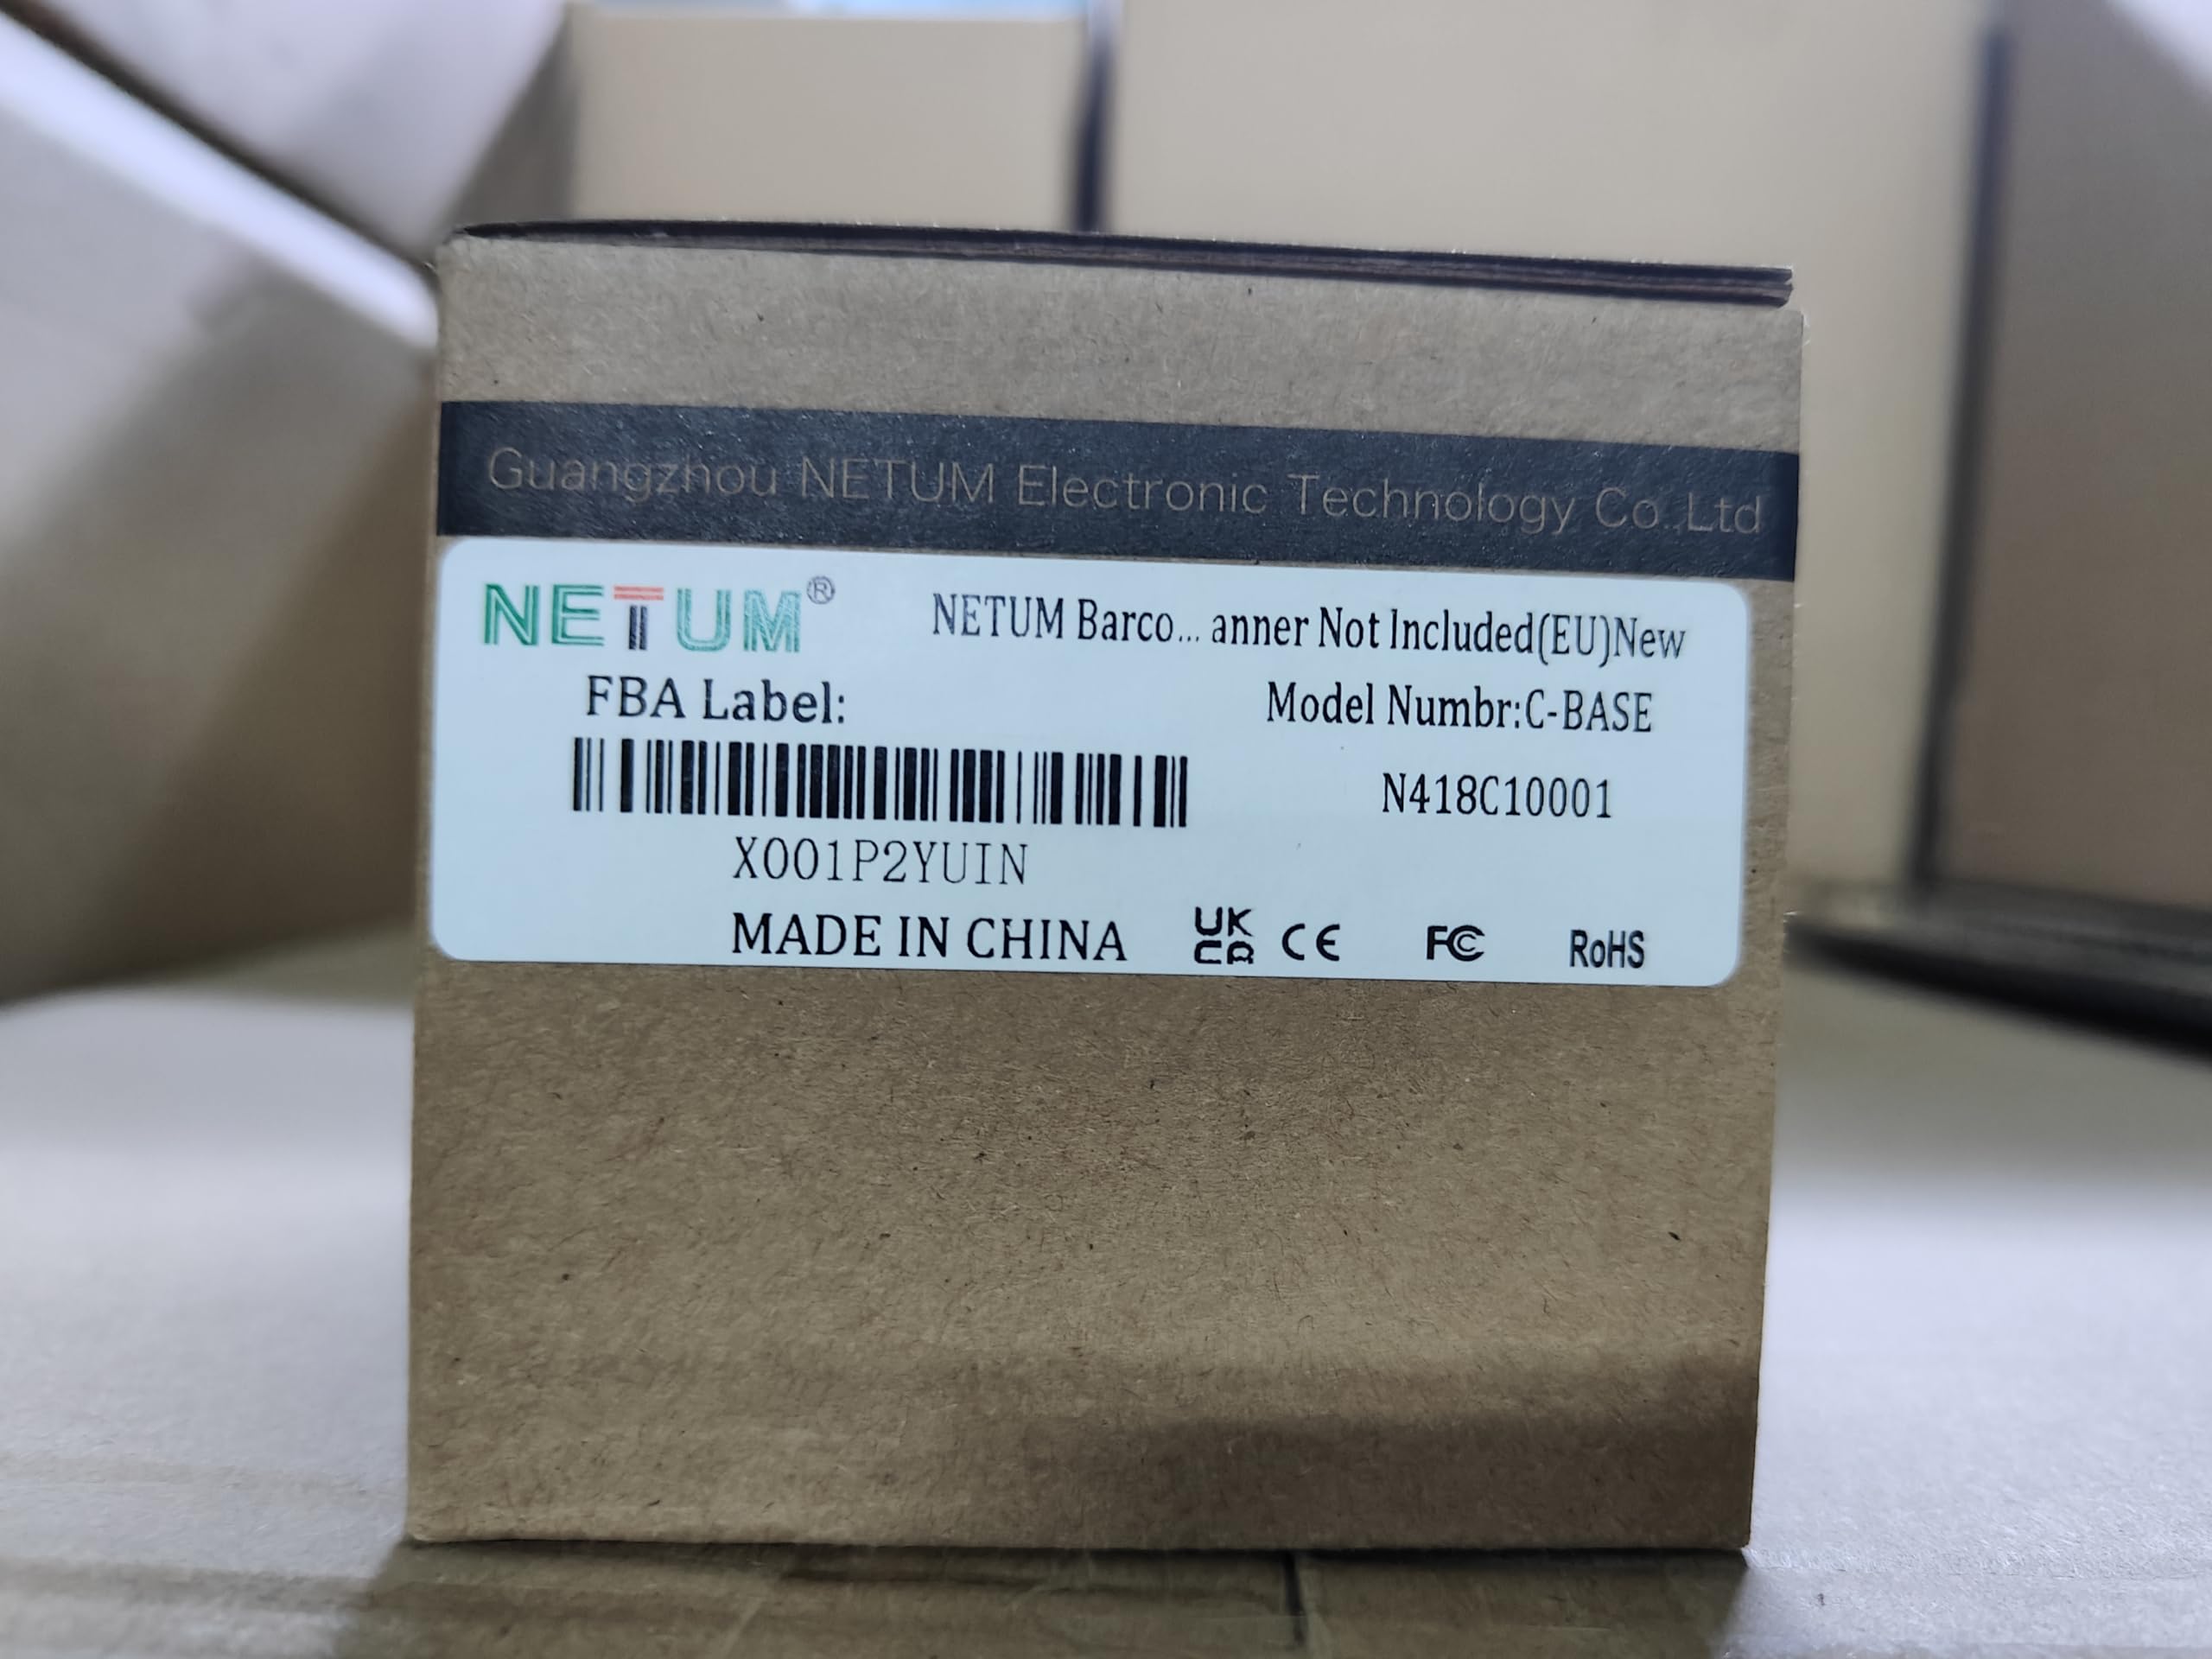 Guangzhou NETUM Electronic Technology Co.,Ltd
NETUM® NETUM Barco... anner Not Included(EU)New
FBA Label:
Model Numbr:C-BASE
N418C10001
X001P2YUIN
MADE IN CHINA UK CA CE FC RoHS